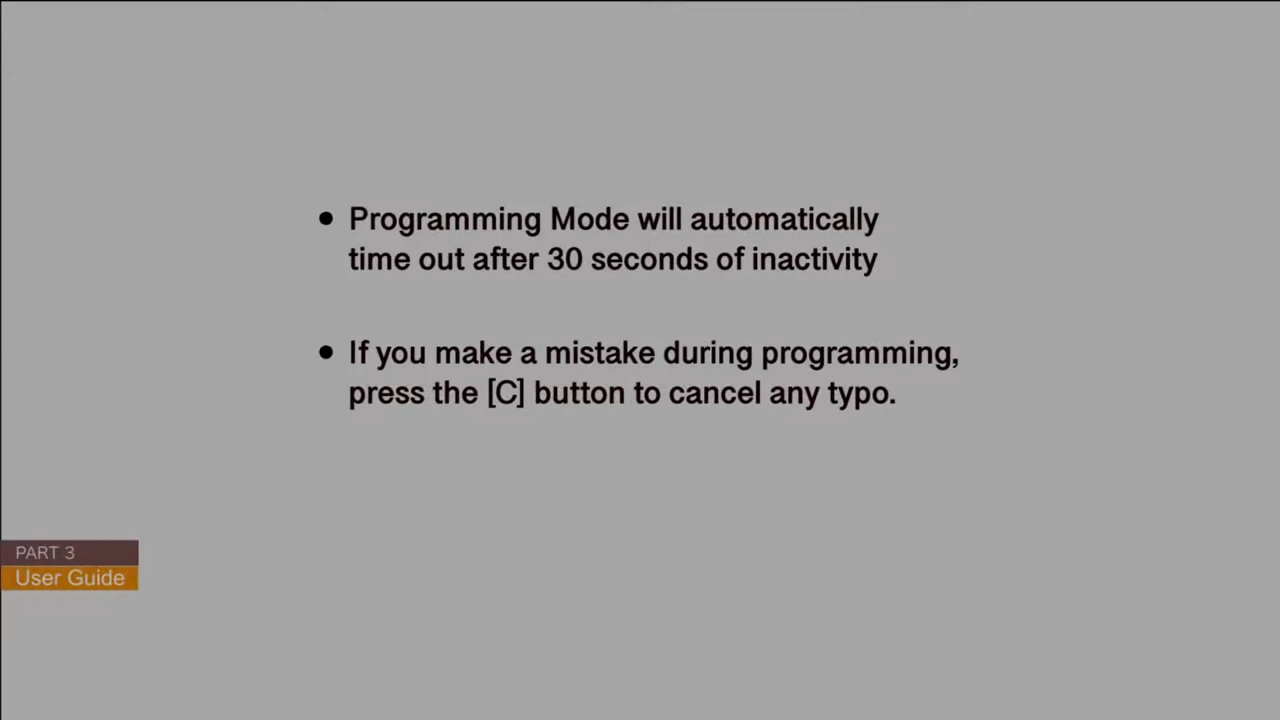 • Programming Mode will automatically
time out after 30 seconds of inactivity
• If you make a mistake during programming,
press the [C] button to cancel any typo.
PART 3
User Guide